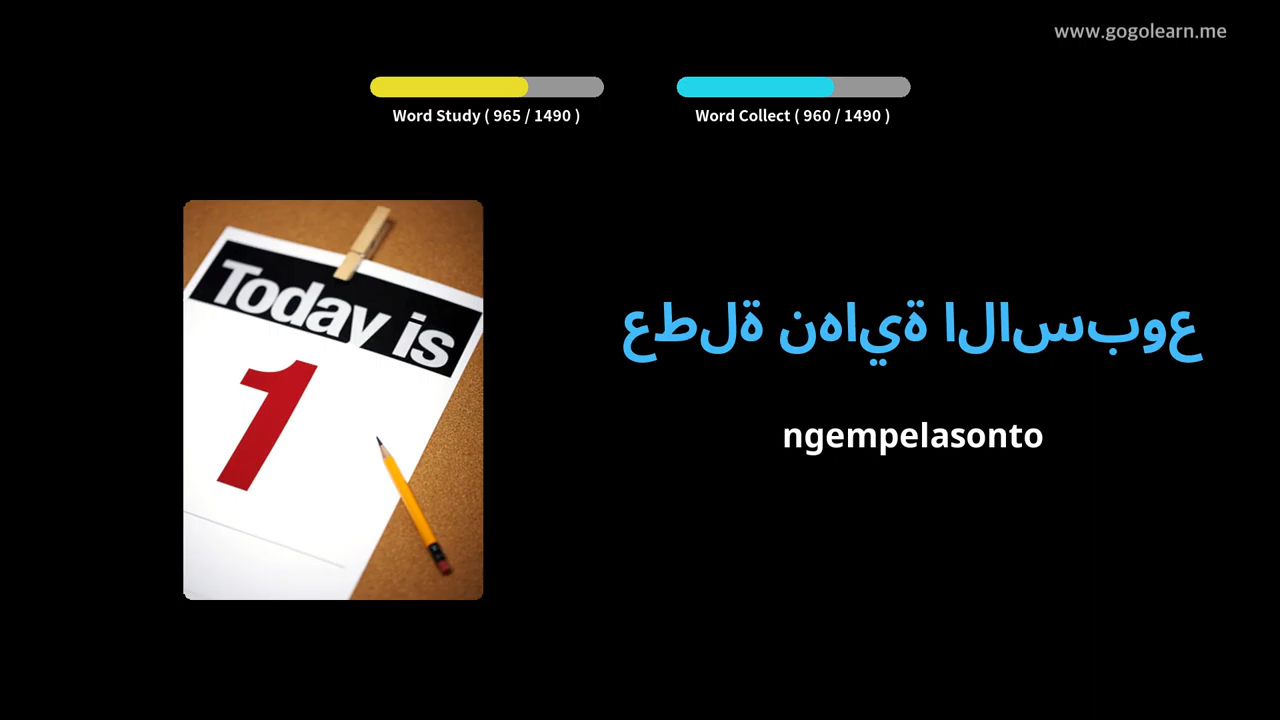 www.gogolearn.me
Word Study ( 965 / 1490 )
Word Collect ( 960 / 1490 )
Today is
1
عطلة نهاية الاسبوع
ngempelasonto